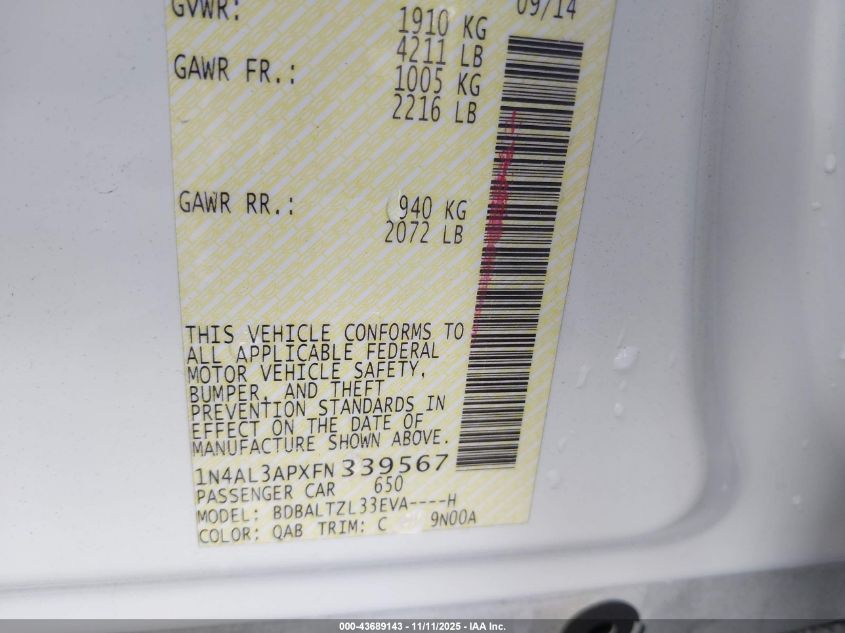 09/14
GVWR: 1910 KG
4211 LB
GAWR FR.: 1005 KG
2216 LB
GAWR RR.: 940 KG
2072 LB
THIS VEHICLE CONFORMS TO
ALL APPLICABLE FEDERAL
MOTOR VEHICLE SAFETY,
BUMPER, AND THEFT
PREVENTION STANDARDS IN
EFFECT ON THE DATE OF
MANUFACTURE SHOWN ABOVE.
1N4AL3APXFN 339567
PASSENGER CAR 650
MODEL: BDBALTZL33EVA----H
COLOR: QAB TRIM: C 9N00A
000-43689143 - 11/11/2025 - IAA Inc.